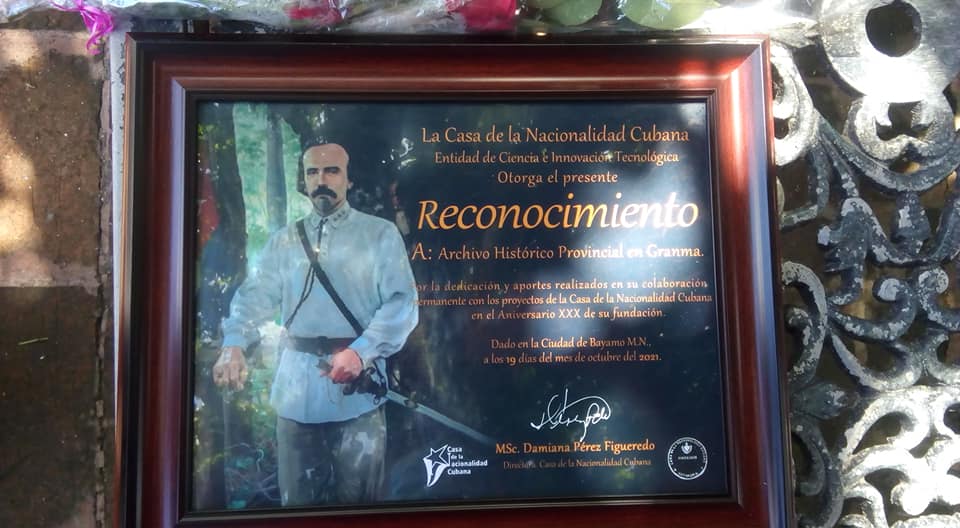 La Casa de la Nacionalidad Cubana
Entidad de Ciencia e Innovación Tecnológica
Otorga el presente
Reconocimiento
A: Archivo Histórico Provincial en Granma.
Por la dedicación y aportes realizados en su colaboración
permanente con los proyectos de la Casa de la Nacionalidad Cubana
en el Aniversario XXX de su fundación.
Dado en la Ciudad de Bayamo M.N.,
a los 19 días del mes de octubre del 2021.
MSc. Damiana Pérez Figueredo
Directora. Casa de la Nacionalidad Cubana
Casa
de la
Nacionalidad
Cubana